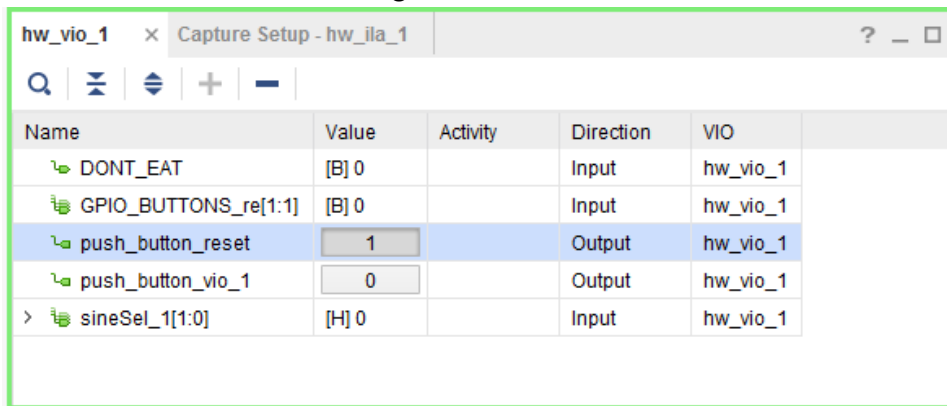 hw_vio_1 × Capture Setup - hw_ila_1 ?
Name Value Activity Direction VIO
DONT_EAT [B] 0 Input hw_vio_1
GPIO_BUTTONS_re[1:1] [B] 0 Input hw_vio_1
push_button_reset 1 Output hw_vio_1
push_button_vio_1 0 Output hw_vio_1
> sineSel_1[1:0] [H] 0 Input hw_vio_1